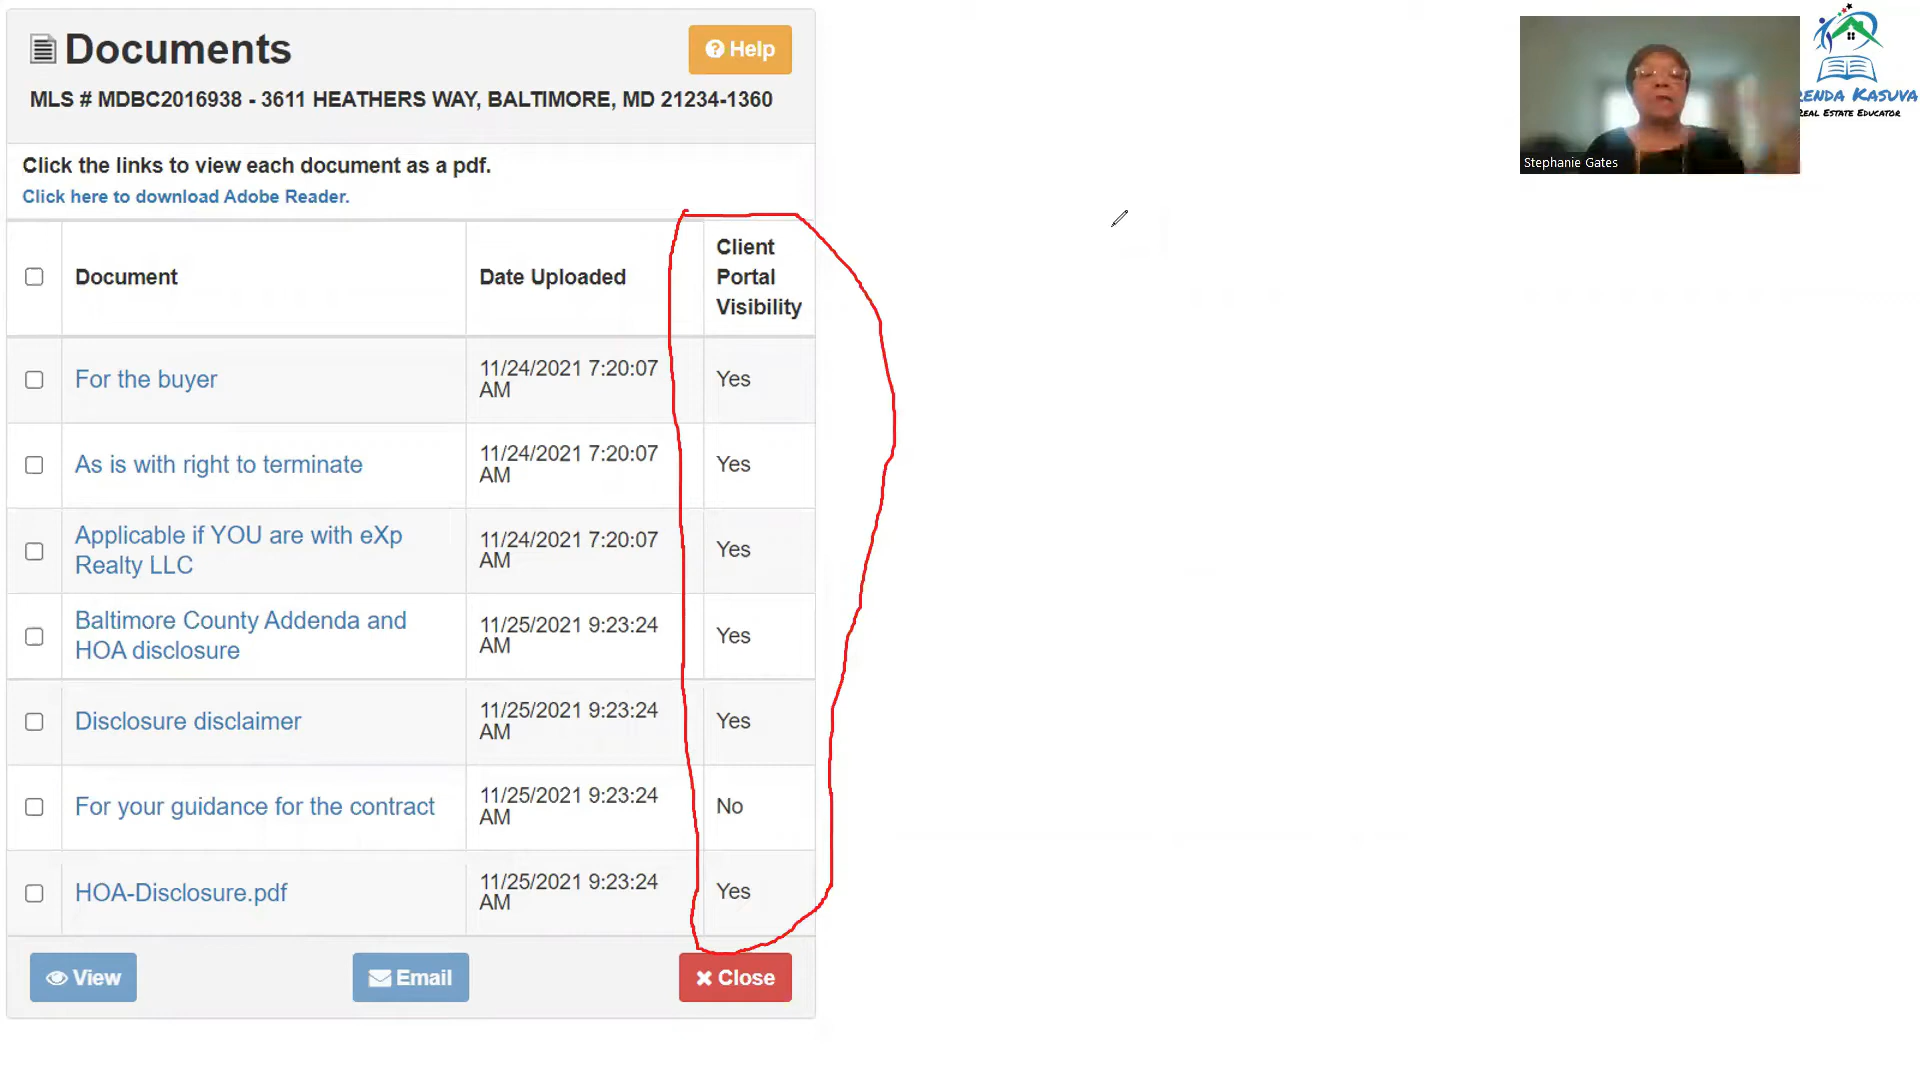 Documents
Help
MLS # MDBC2016938 - 3611 HEATHERS WAY, BALTIMORE, MD 21234-1360
Click the links to view each document as a pdf.
Click here to download Adobe Reader.
Document
Date Uploaded
Client
Portal
Visibility
For the buyer
11/24/2021 7:20:07
AM
Yes
As is with right to terminate
11/24/2021 7:20:07
AM
Yes
Applicable if YOU are with eXp
Realty LLC
11/24/2021 7:20:07
AM
Yes
Baltimore County Addenda and
HOA disclosure
11/25/2021 9:23:24
AM
Yes
Disclosure disclaimer
11/25/2021 9:23:24
AM
Yes
For your guidance for the contract
11/25/2021 9:23:24
AM
No
HOA-Disclosure.pdf
11/25/2021 9:23:24
AM
Yes
View
Email
Close
Stephanie Gates
RENDA KASUVA
REAL ESTATE EDUCATOR